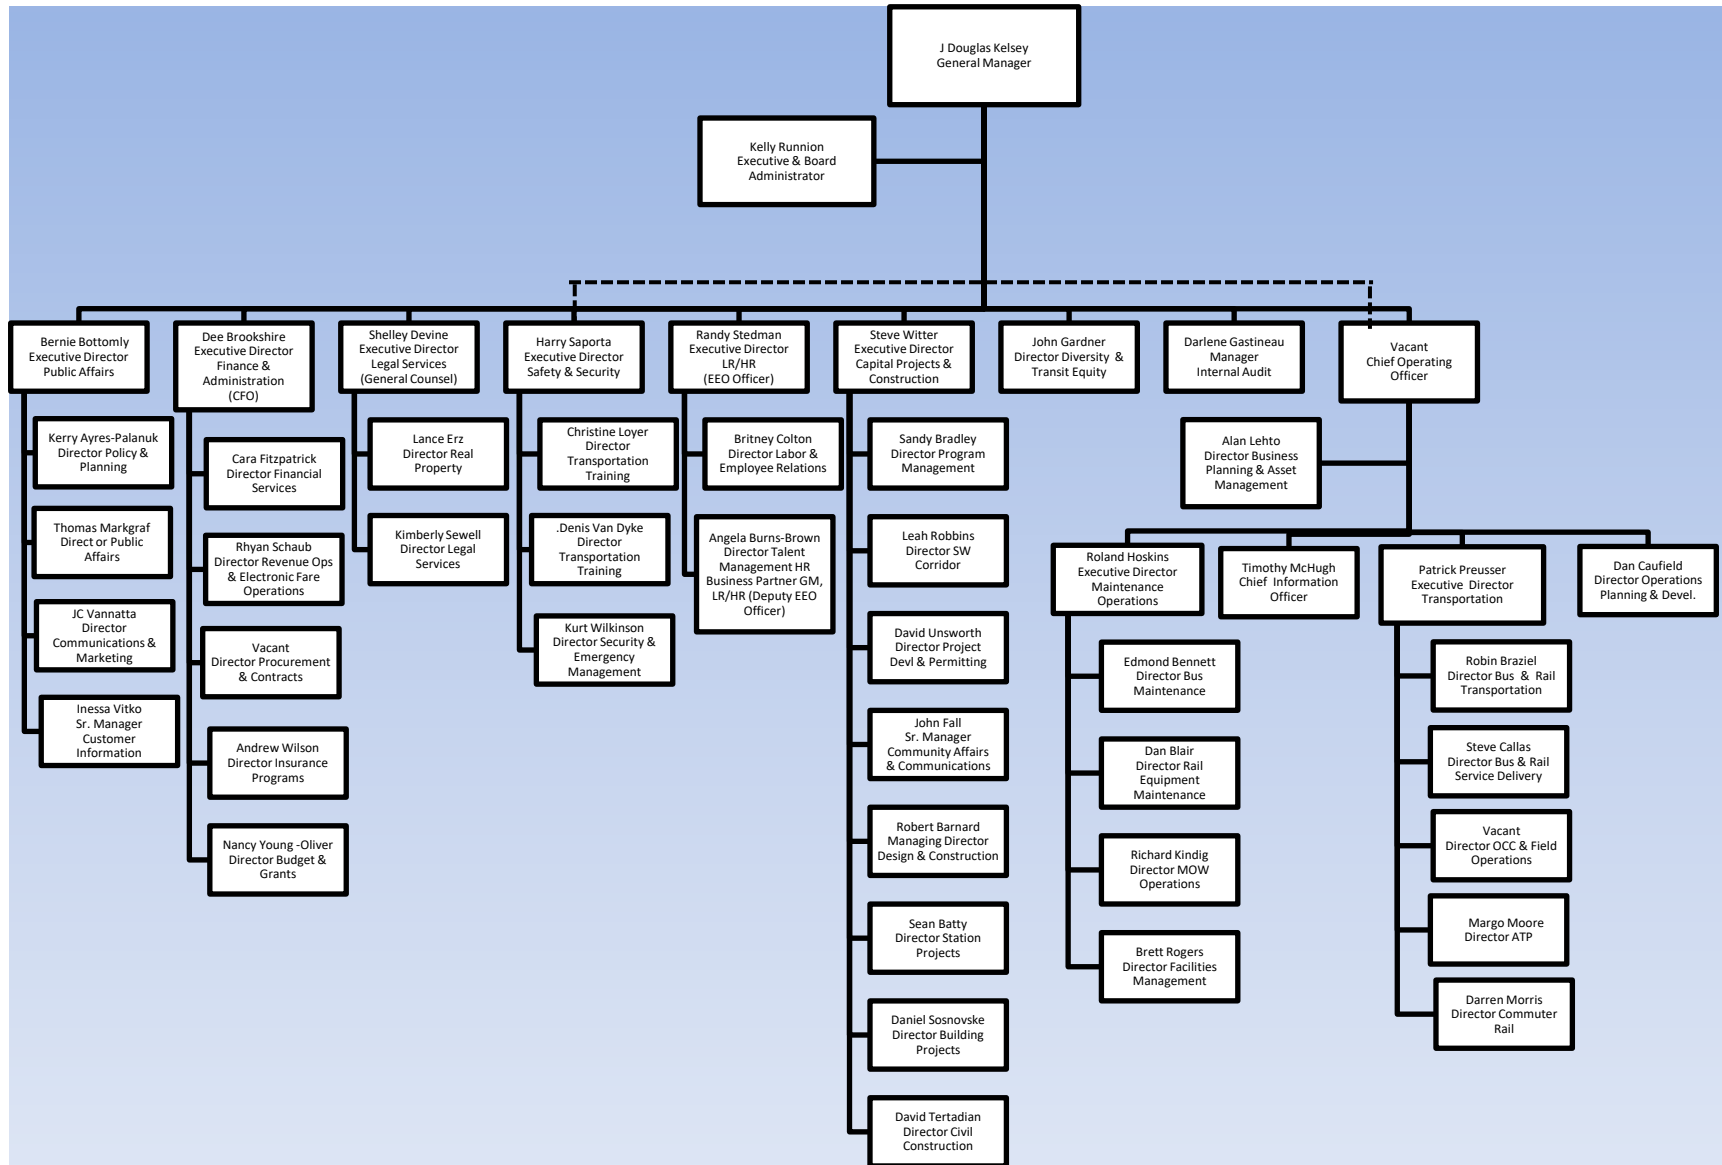 J Douglas Kelsey
General Manager
Kelly Runnion
Executive & Board
Administrator
Bernie Bottomly
Executive Director
Public Affairs
Dee Brookshire
Executive Director
Finance &
Administration
(CFO)
Shelley Devine
Executive Director
Legal Services
(General Counsel)
Harry Saporta
Executive Director
Safety & Security
Randy Stedman
Executive Director
LR/HR
(EEO Officer)
Steve Witter
Executive Director
Capital Projects &
Construction
John Gardner
Director Diversity &
Transit Equity
Darlene Gastineau
Manager
Internal Audit
Vacant
Chief Operating
Officer
Kerry Ayres-Palanuk
Director Policy &
Planning
Thomas Markgraf
Direct or Public
Affairs
JC Vannatta
Director
Communications &
Marketing
Inessa Vitko
Sr. Manager
Customer
Information
Cara Fitzpatrick
Director Financial
Services
Rhyan Schaub
Director Revenue Ops
& Electronic Fare
Operations
Vacant
Director Procurement
& Contracts
Andrew Wilson
Director Insurance
Programs
Nancy Young -Oliver
Director Budget &
Grants
Lance Erz
Director Real
Property
Kimberly Sewell
Director Legal
Services
Christine Loyer
Director
Transportation
Training
.Denis Van Dyke
Director
Transportation
Training
Kurt Wilkinson
Director Security &
Emergency
Management
Britney Colton
Director Labor &
Employee Relations
Angela Burns-Brown
Director Talent
Management HR
Business Partner GM,
LR/HR (Deputy EEO
Officer)
Sandy Bradley
Director Program
Management
Leah Robbins
Director SW
Corridor
David Unsworth
Director Project
Devl & Permitting
John Fall
Sr. Manager
Community Affairs
& Communications
Robert Barnard
Managing Director
Design & Construction
Sean Batty
Director Station
Projects
Daniel Sosnovske
Director Building
Projects
David Tertadian
Director Civil
Construction
Alan Lehto
Director Business
Planning & Asset
Management
Roland Hoskins
Executive Director
Maintenance
Operations
Timothy McHugh
Chief Information
Officer
Patrick Preusser
Executive Director
Transportation
Dan Caufield
Director Operations
Planning & Devel.
Edmond Bennett
Director Bus
Maintenance
Dan Blair
Director Rail
Equipment
Maintenance
Richard Kindig
Director MOW
Operations
Brett Rogers
Director Facilities
Management
Robin Braziel
Director Bus & Rail
Transportation
Steve Callas
Director Bus & Rail
Service Delivery
Vacant
Director OCC & Field
Operations
Margo Moore
Director ATP
Darren Morris
Director Commuter
Rail